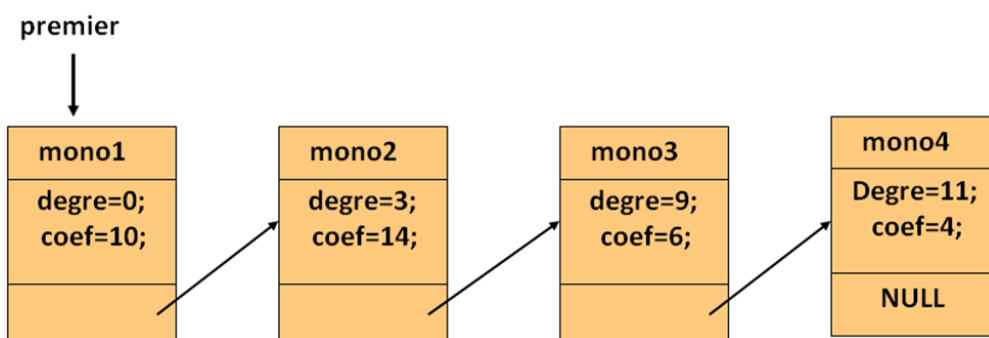 premier
mono1
degre=0;
coef=10;
mono2
degre=3;
coef=14;
mono3
degre=9;
coef=6;
mono4
Degre=11;
coef=4;
NULL